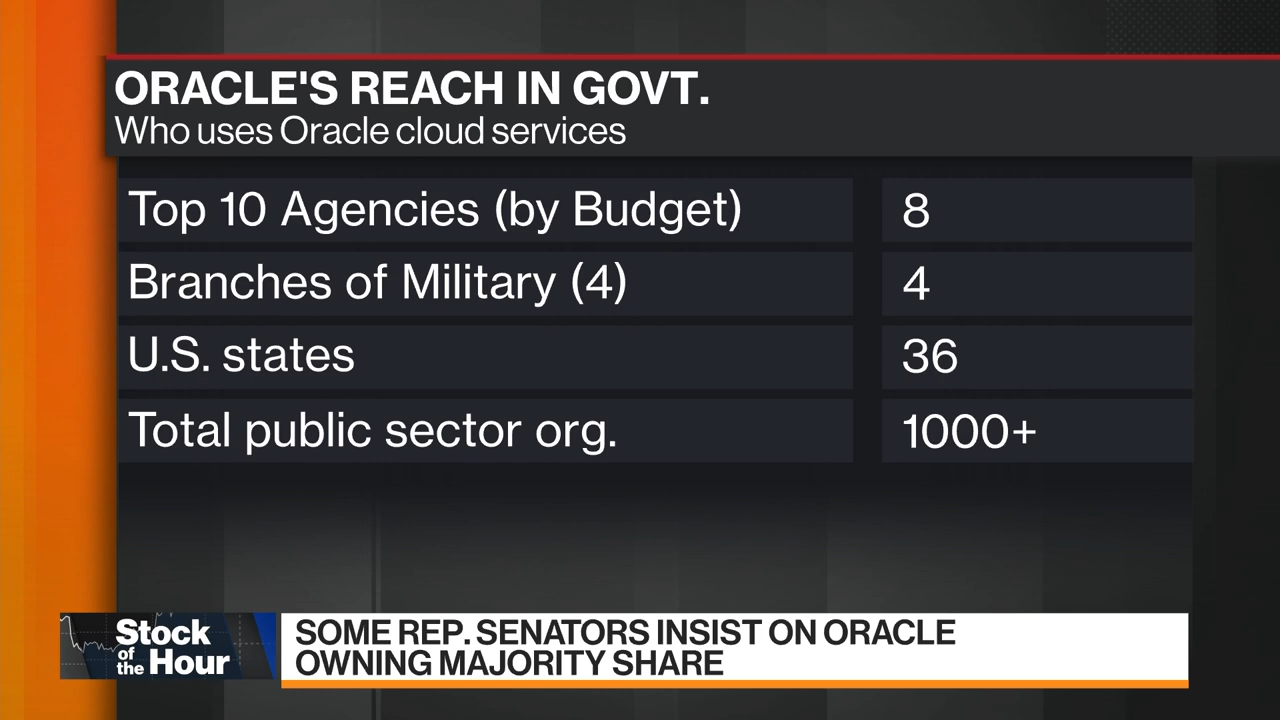 ORACLE'S REACH IN GOVT.
Who uses Oracle cloud services
Top 10 Agencies (by Budget) 8
Branches of Military (4) 4
U.S. states 36
Total public sector org. 1000+
Stock
of
the Hour
SOME REP. SENATORS INSIST ON ORACLE
OWNING MAJORITY SHARE